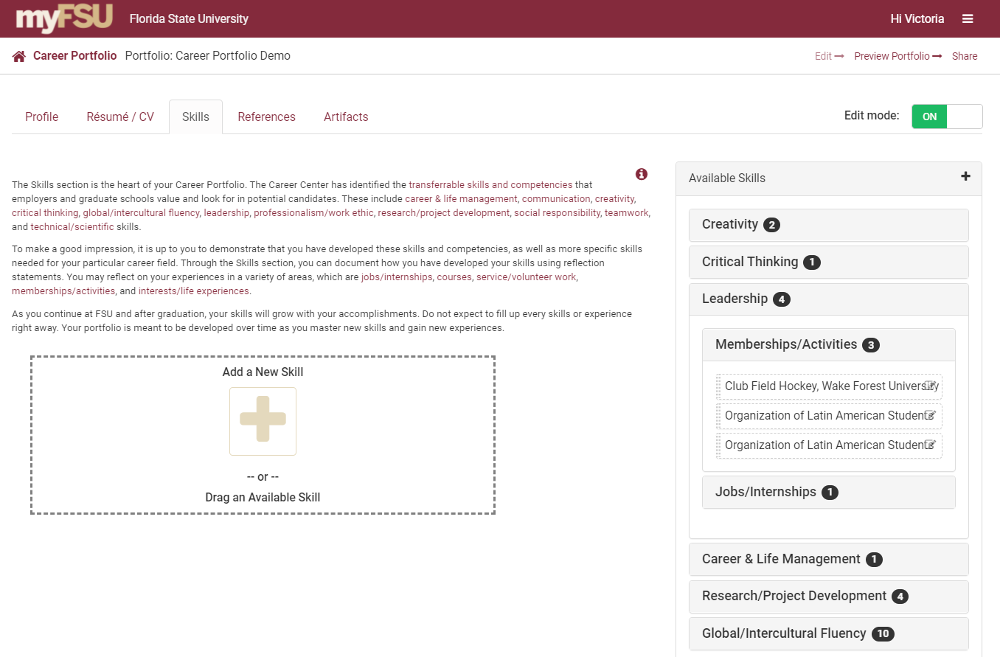 myFSU Florida State University
Hi Victoria
Career Portfolio Portfolio: Career Portfolio Demo
Edit Preview Portfolio Share
Profile Résumé / CV Skills References Artifacts
Edit mode: ON
The Skills section is the heart of your Career Portfolio. The Career Center has identified the transferrable skills and competencies that
employers and graduate schools value and look for in potential candidates. These include career & life management, communication, creativity,
critical thinking, global/intercultural fluency, leadership, professionalism/work ethic, research/project development, social responsibility, teamwork,
and technical/scientific skills.
To make a good impression, it is up to you to demonstrate that you have developed these skills and competencies, as well as more specific skills
needed for your particular career field. Through the Skills section, you can document how you have developed your skills using reflection
statements. You may reflect on your experiences in a variety of areas, which are jobs/internships, courses, service/volunteer work,
memberships/activities, and interests/life experiences.
As you continue at FSU and after graduation, your skills will grow with your accomplishments. Do not expect to fill up every skills or experience
right away. Your portfolio is meant to be developed over time as you master new skills and gain new experiences.
Add a New Skill
-- or --
Drag an Available Skill
Available Skills
Creativity 2
Critical Thinking 1
Leadership 4
Memberships/Activities 3
Club Field Hockey, Wake Forest University
Organization of Latin American Students
Organization of Latin American Students
Jobs/Internships 1
Career & Life Management 1
Research/Project Development 4
Global/Intercultural Fluency 10